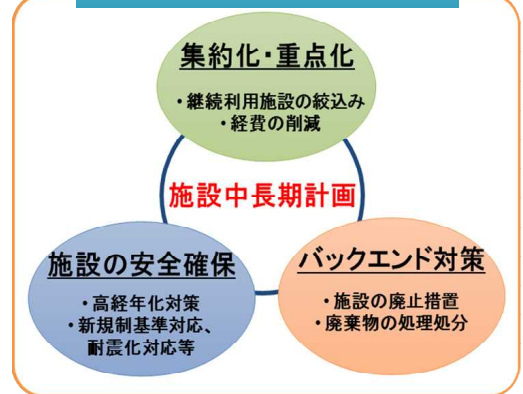 集約化・重点化
・継続利用施設の絞込み
・経費の削減
施設中長期計画
施設の安全確保
・高経年化対策
・新規制基準対応、
耐震化対応等
バックエンド対策
・施設の廃止措置
・廃棄物の処理処分